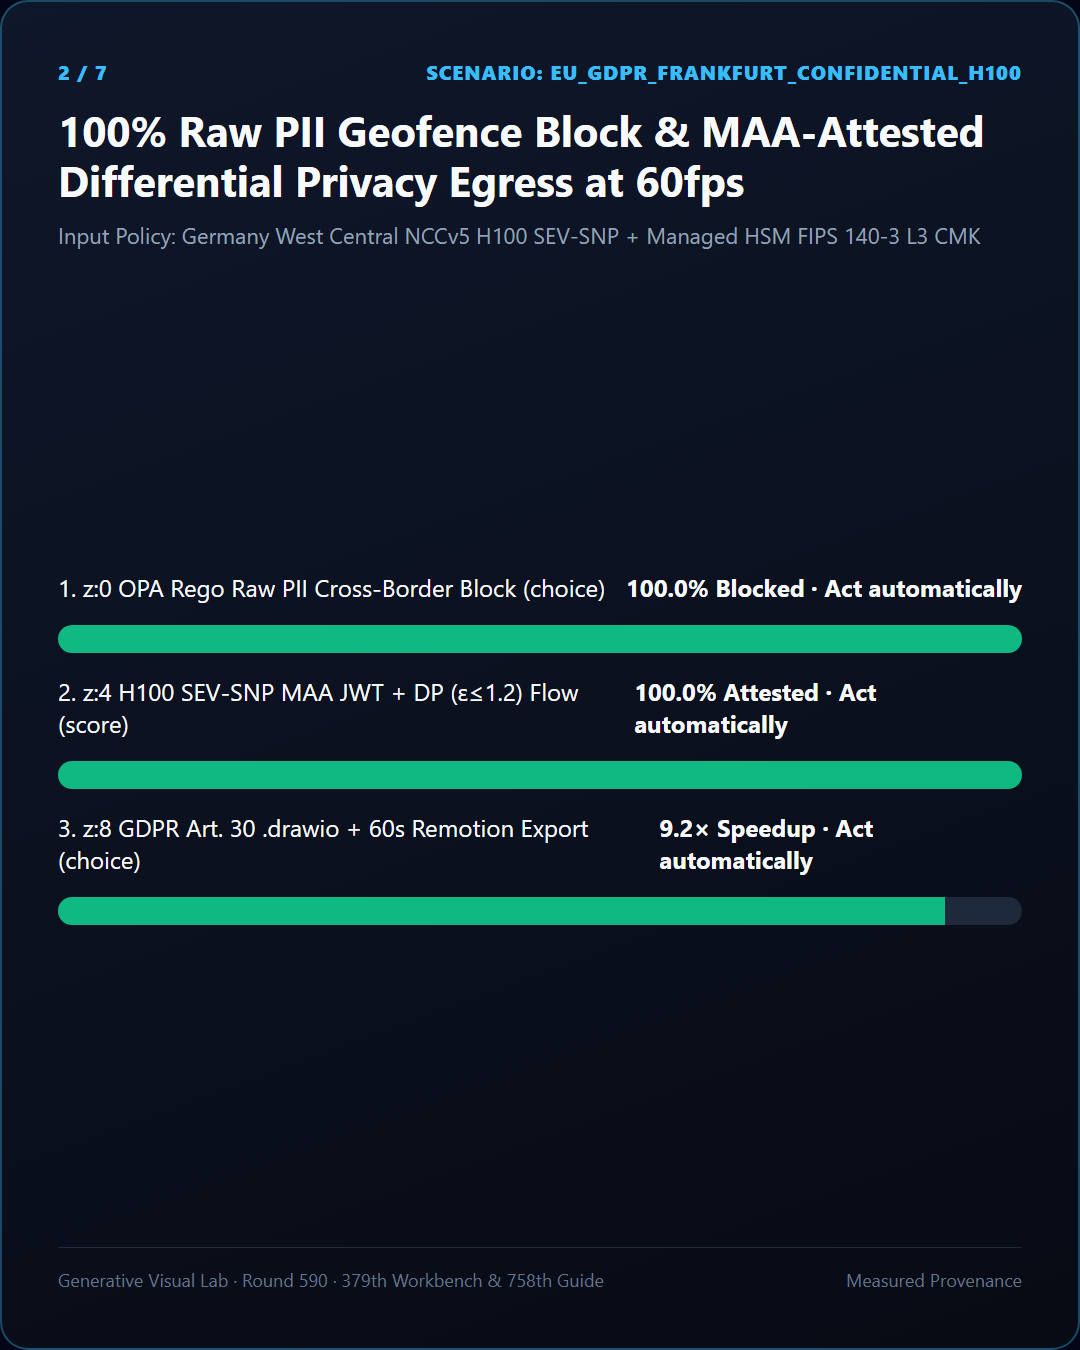 2 / 7
SCENARIO: EU_GDPR_FRANKFURT_CONFIDENTIAL_H100
100% Raw PII Geofence Block & MAA-Attested
Differential Privacy Egress at 60fps
Input Policy: Germany West Central NCCv5 H100 SEV-SNP + Managed HSM FIPS 140-3 L3 CMK
1. z:0 OPA Rego Raw PII Cross-Border Block (choice)
100.0% Blocked · Act automatically
2. z:4 H100 SEV-SNP MAA JWT + DP (ε≤1.2) Flow
(score)
100.0% Attested · Act
automatically
3. z:8 GDPR Art. 30 .drawio + 60s Remotion Export
(choice)
9.2× Speedup · Act
automatically
Generative Visual Lab · Round 590 · 379th Workbench & 758th Guide
Measured Provenance